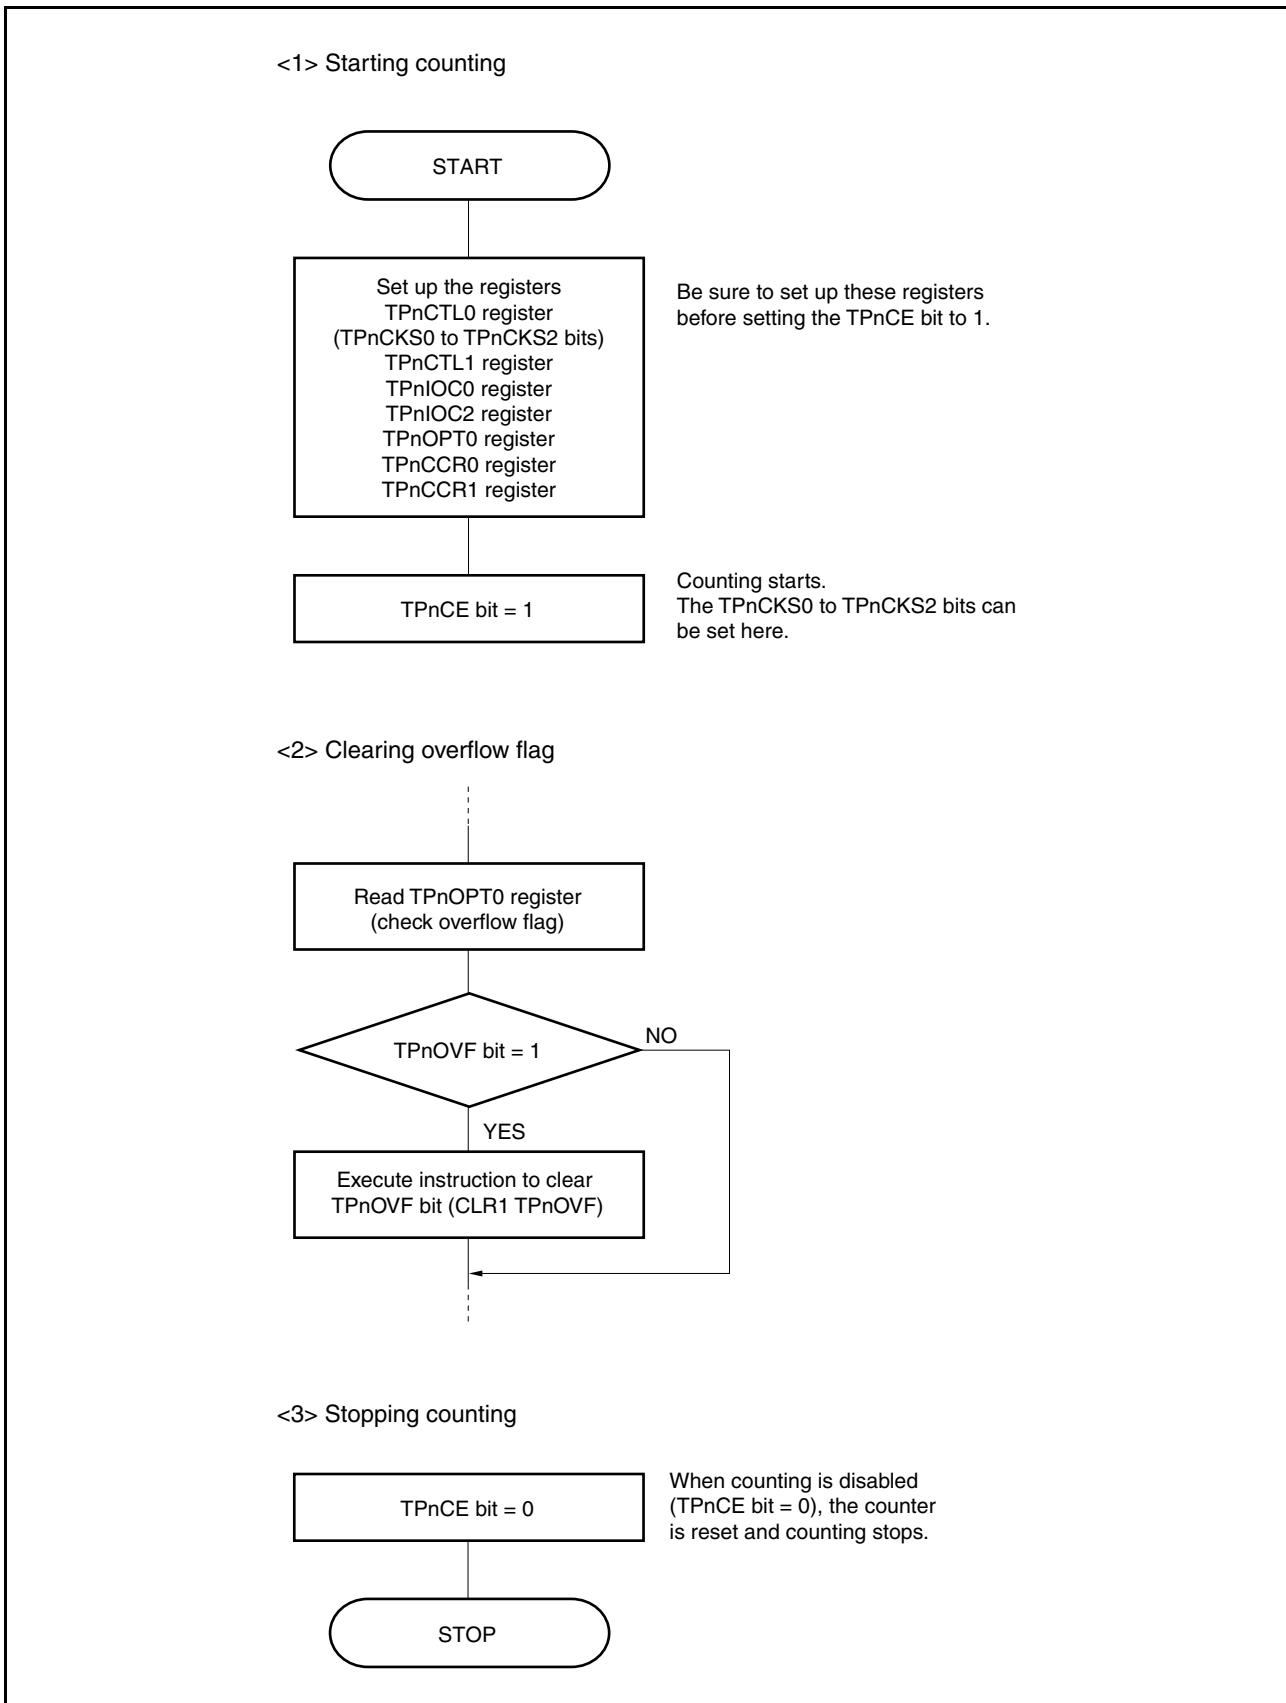 <1> Starting counting
START
Set up the registers
TPnCTL0 register
(TPnCKS0 to TPnCKS2 bits)
TPnCTL1 register
TPnIOC0 register
TPnIOC2 register
TPnOPT0 register
TPnCCR0 register
TPnCCR1 register
Be sure to set up these registers
before setting the TPnCE bit to 1.
TPnCE bit = 1
Counting starts.
The TPnCKS0 to TPnCKS2 bits can
be set here.
<2> Clearing overflow flag
Read TPnOPT0 register
(check overflow flag)
TPnOVF bit = 1
NO
YES
Execute instruction to clear
TPnOVF bit (CLR1 TPnOVF)
<3> Stopping counting
TPnCE bit = 0
When counting is disabled
(TPnCE bit = 0), the counter
is reset and counting stops.
STOP